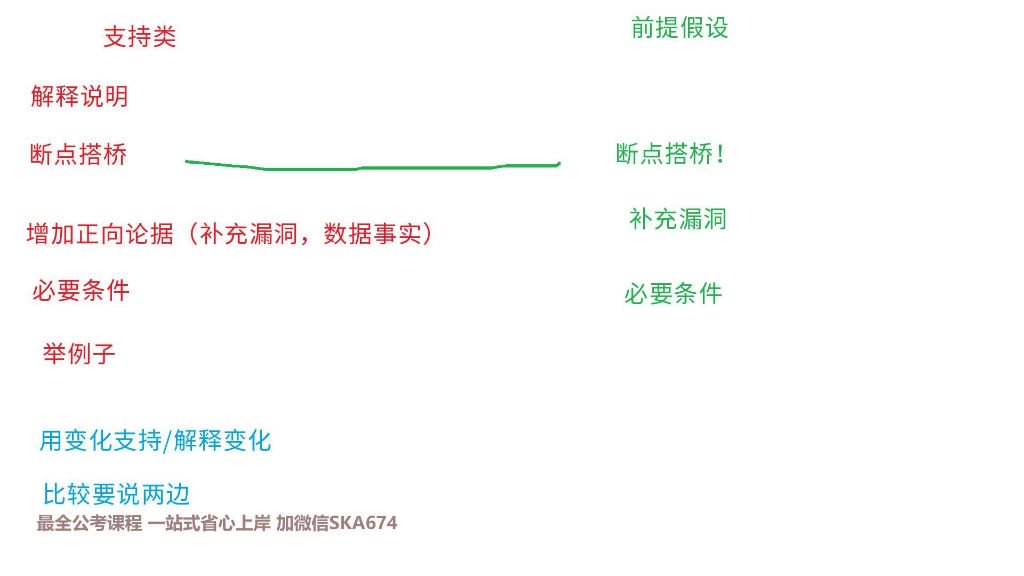 支持类
前提假设
解释说明
断点搭桥
断点搭桥！
增加正向论据（补充漏洞，数据事实）
补充漏洞
必要条件
必要条件
举例子
用变化支持/解释变化
比较要说两边
最全公考课程 一站式省心上岸 加微信SKA674